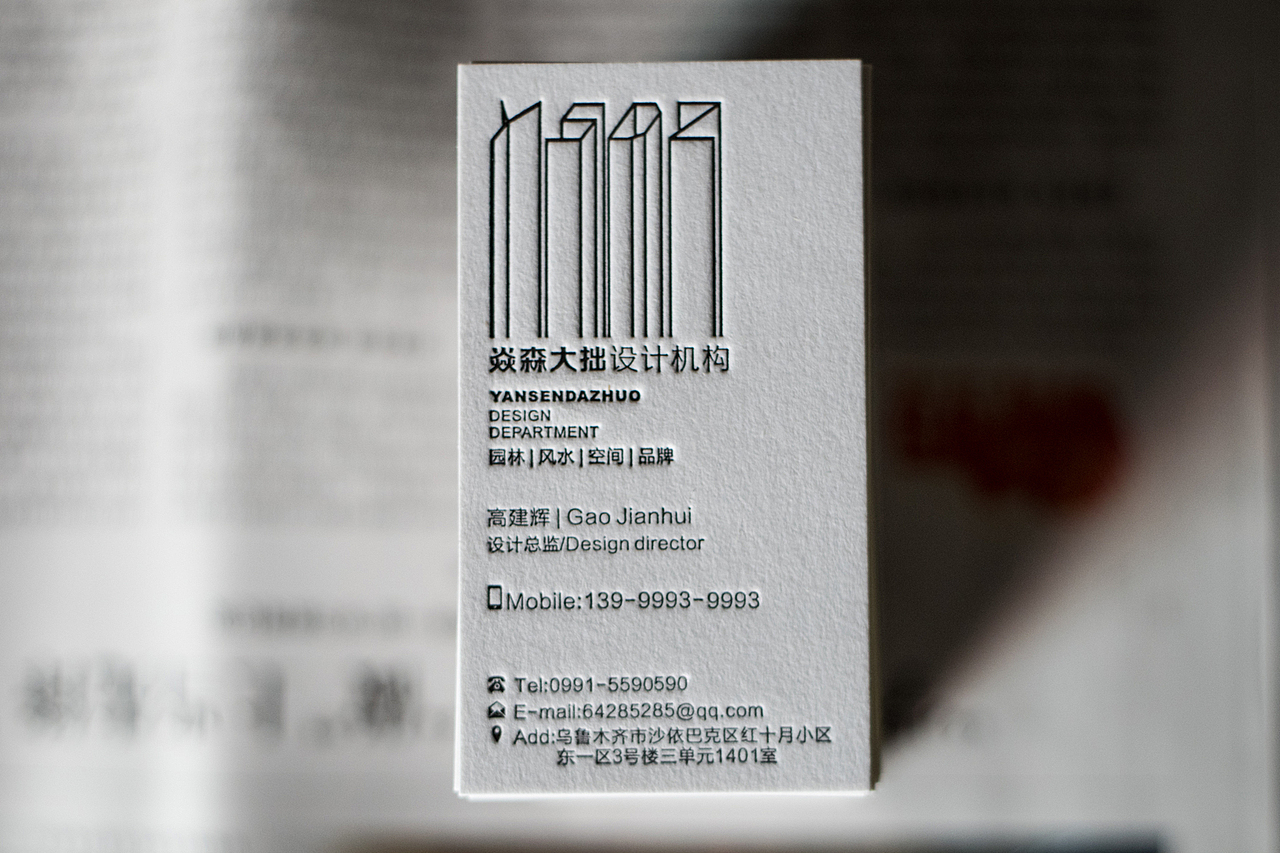 YSDZ
焱森大拙设计机构
YANSENDAZHUO
DESIGN
DEPARTMENT
园林|风水|空间|品牌
高建辉 | Gao Jianhui
设计总监/Design director
Mobile:139-9993-9993
Tel:0991-5590590
E-mail:64285285@qq.com
Add:乌鲁木齐市沙依巴克区红十月小区
东一区3号楼三单元1401室